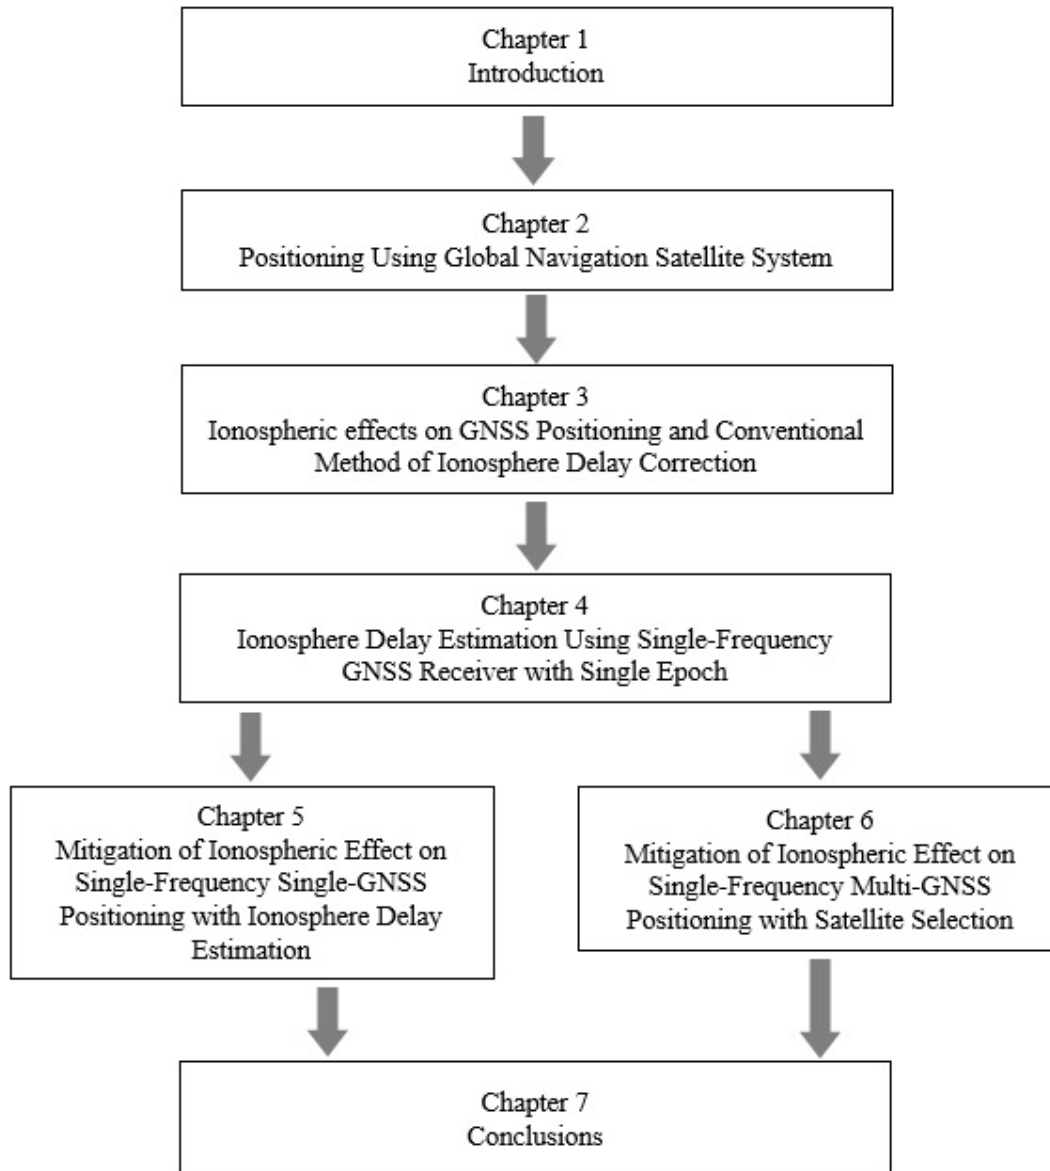 Chapter 1
Introduction
Chapter 2
Positioning Using Global Navigation Satellite System
Chapter 3
Ionospheric effects on GNSS Positioning and Conventional
Method of Ionosphere Delay Correction
Chapter 4
Ionosphere Delay Estimation Using Single-Frequency
GNSS Receiver with Single Epoch
Chapter 5
Mitigation of Ionospheric Effect on
Single-Frequency Single-GNSS
Positioning with Ionosphere Delay
Estimation
Chapter 6
Mitigation of Ionospheric Effect on
Single-Frequency Multi-GNSS
Positioning with Satellite Selection
Chapter 7
Conclusions